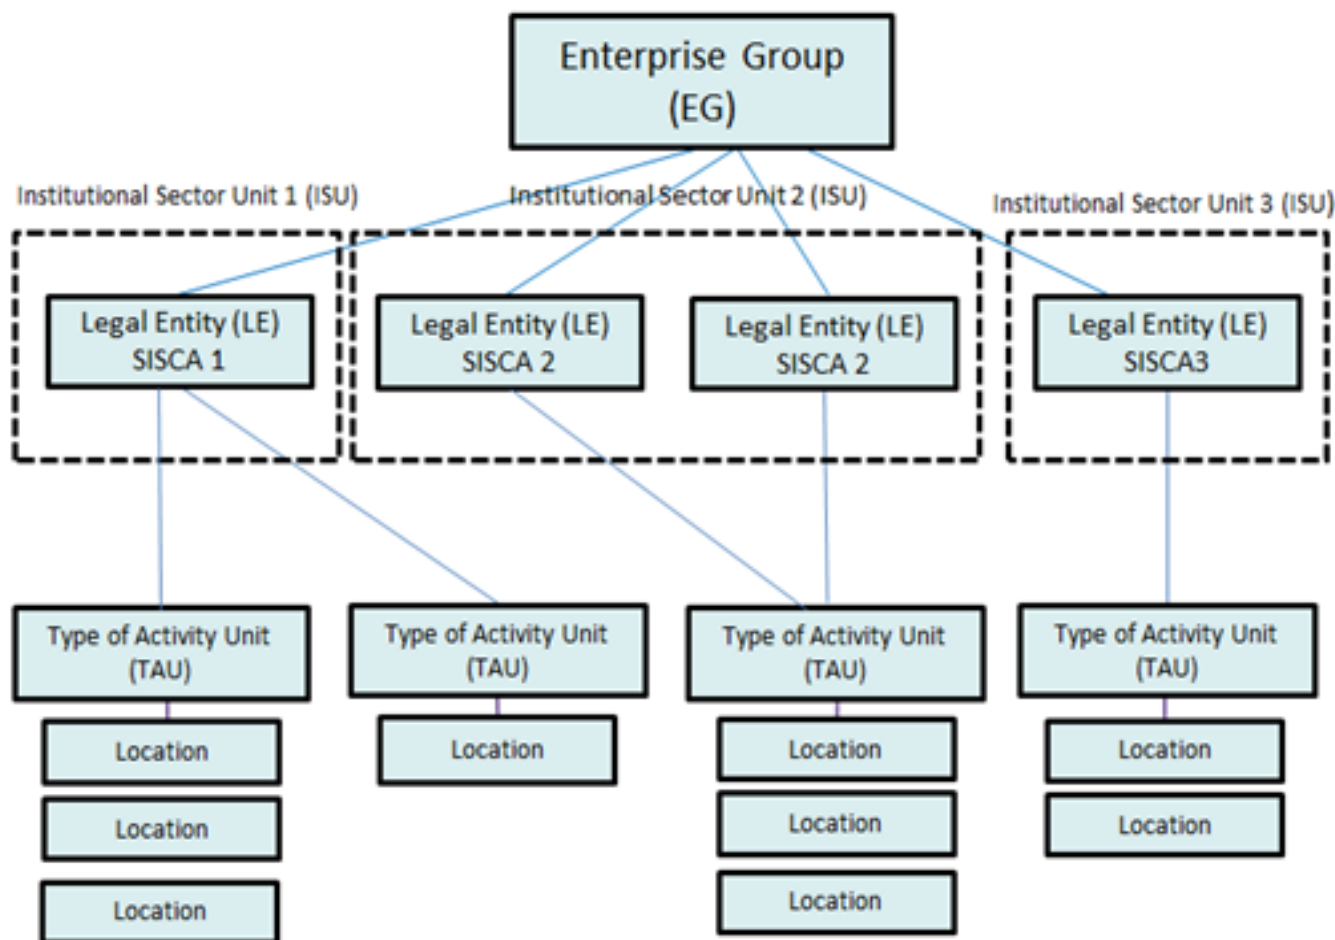 Enterprise Group
(EG)
Institutional Sector Unit 1 (ISU)
Institutional Sector Unit 2 (ISU)
Institutional Sector Unit 3 (ISU)
Legal Entity (LE)
SISCA 1
Legal Entity (LE)
SISCA 2
Legal Entity (LE)
SISCA 2
Legal Entity (LE)
SISCA3
Type of Activity Unit
(TAU)
Type of Activity Unit
(TAU)
Type of Activity Unit
(TAU)
Type of Activity Unit
(TAU)
Location
Location
Location
Location
Location
Location
Location
Location
Location